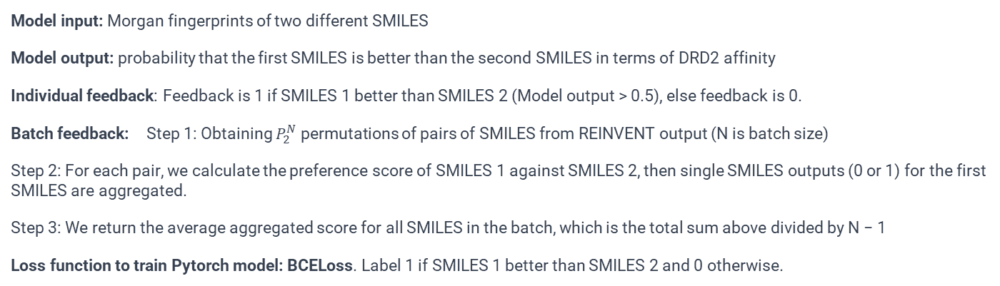 Model input: Morgan fingerprints of two different SMILES
Model output: probability that the first SMILES is better than the second SMILES in terms of DRD2 affinity
Individual feedback: Feedback is 1 if SMILES 1 better than SMILES 2 (Model output > 0.5), else feedback is 0.
Batch feedback: Step 1: Obtaining $P_2^N$ permutations of pairs of SMILES from REINVENT output (N is batch size)
Step 2: For each pair, we calculate the preference score of SMILES 1 against SMILES 2, then single SMILES outputs (0 or 1) for the first
SMILES are aggregated.
Step 3: We return the average aggregated score for all SMILES in the batch, which is the total sum above divided by N − 1
Loss function to train Pytorch model: BCELoss. Label 1 if SMILES 1 better than SMILES 2 and 0 otherwise.